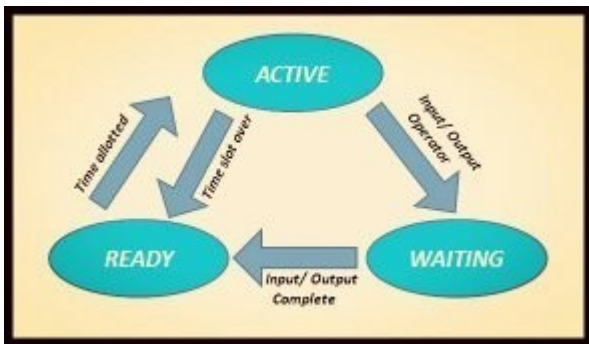 ACTIVE
Time allotted
Time slot over
Input/ Output
Operator
READY
WAITING
Input/ Output
Complete